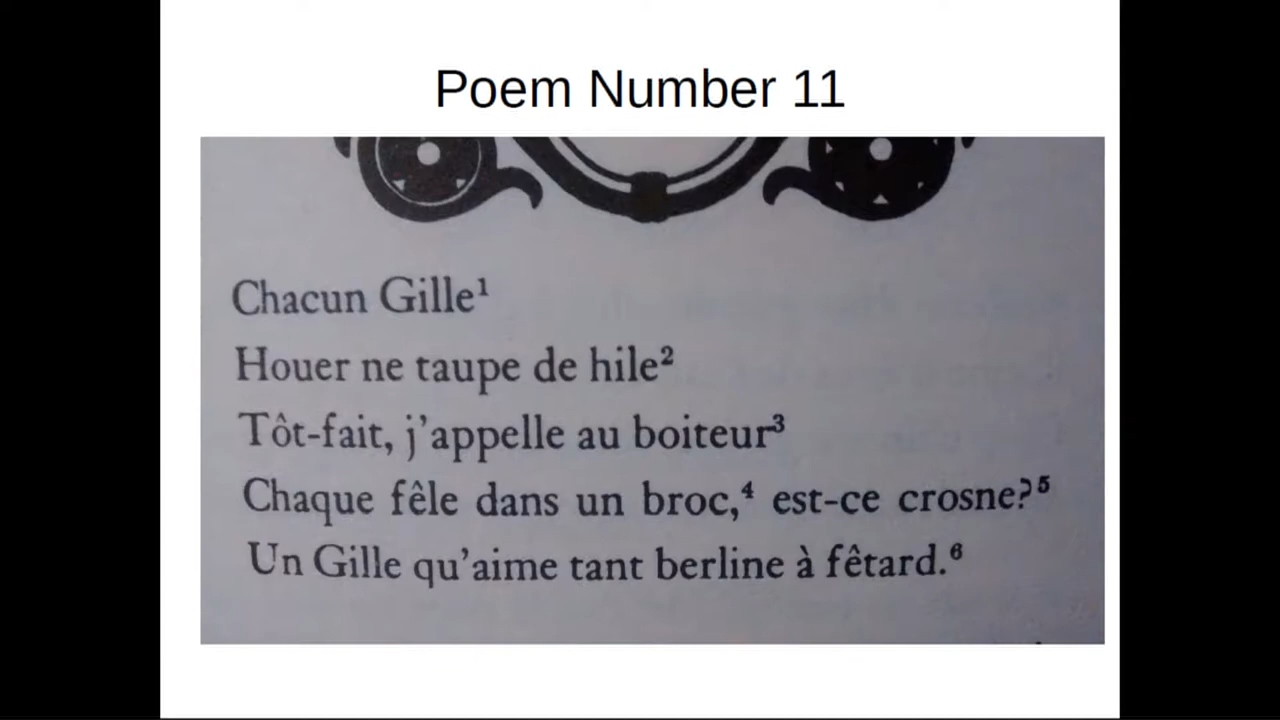 Poem Number 11
Chacun Gille¹
Houer ne taupe de hile²
Tôt-fait, j'appelle au boiteur³
Chaque fêle dans un broc,⁴ est-ce crosne?⁵
Un Gille qu'aime tant berline à fêtard.⁶